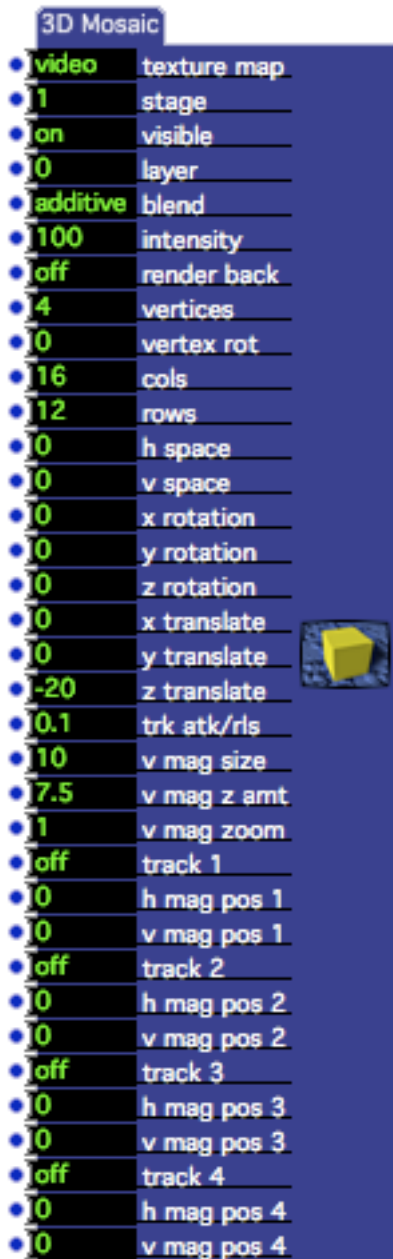 3D Mosaic
video texture map
1 stage
on visible
0 layer
additive blend
100 intensity
off render back
4 vertices
0 vertex rot
16 cols
12 rows
0 h space
0 v space
0 x rotation
0 y rotation
0 z rotation
0 x translate
0 y translate
-20 z translate
0.1 trk atk/rls
10 v mag size
7.5 v mag z amt
1 v mag zoom
off track 1
0 h mag pos 1
0 v mag pos 1
off track 2
0 h mag pos 2
0 v mag pos 2
off track 3
0 h mag pos 3
0 v mag pos 3
off track 4
0 h mag pos 4
0 v mag pos 4